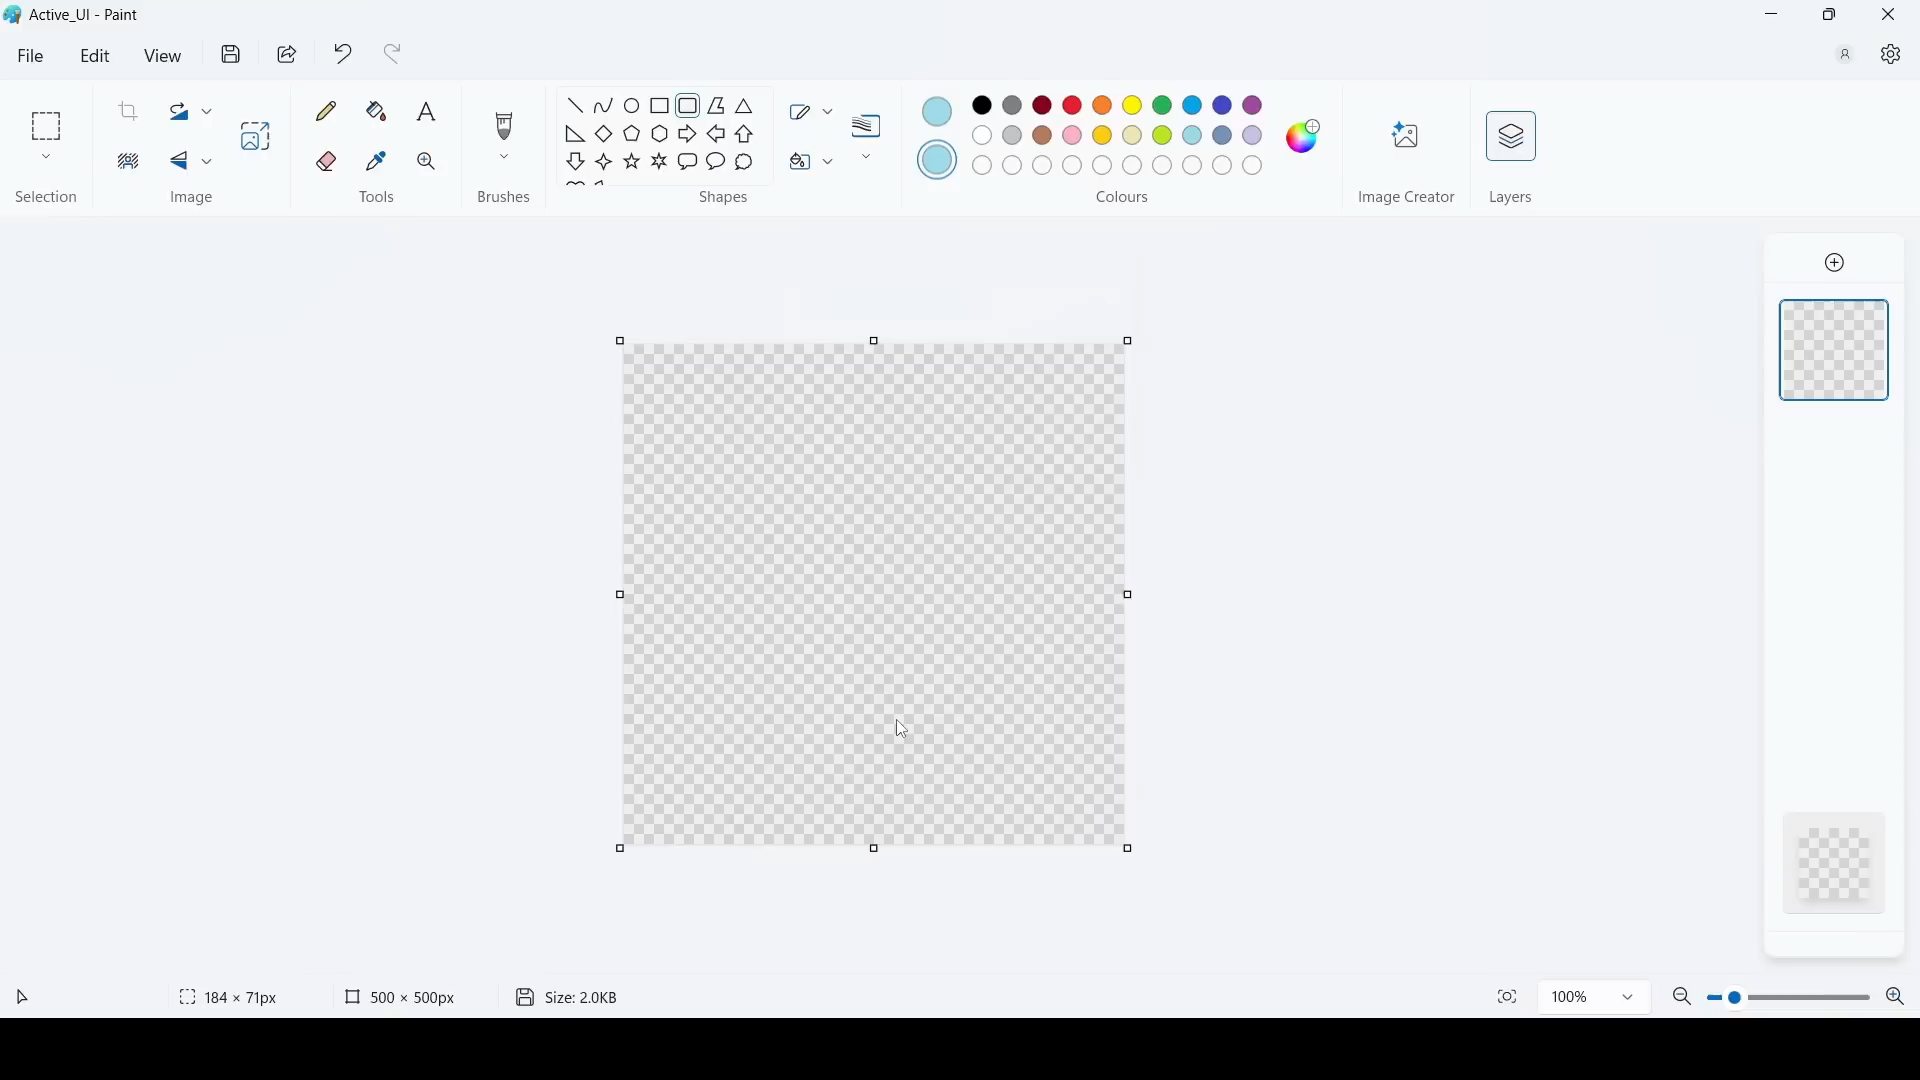 Active_UI - Paint
File Edit View
Selection Image Tools Brushes Shapes Colours Image Creator Layers
184 × 71px 500 × 500px Size: 2.0KB 100%